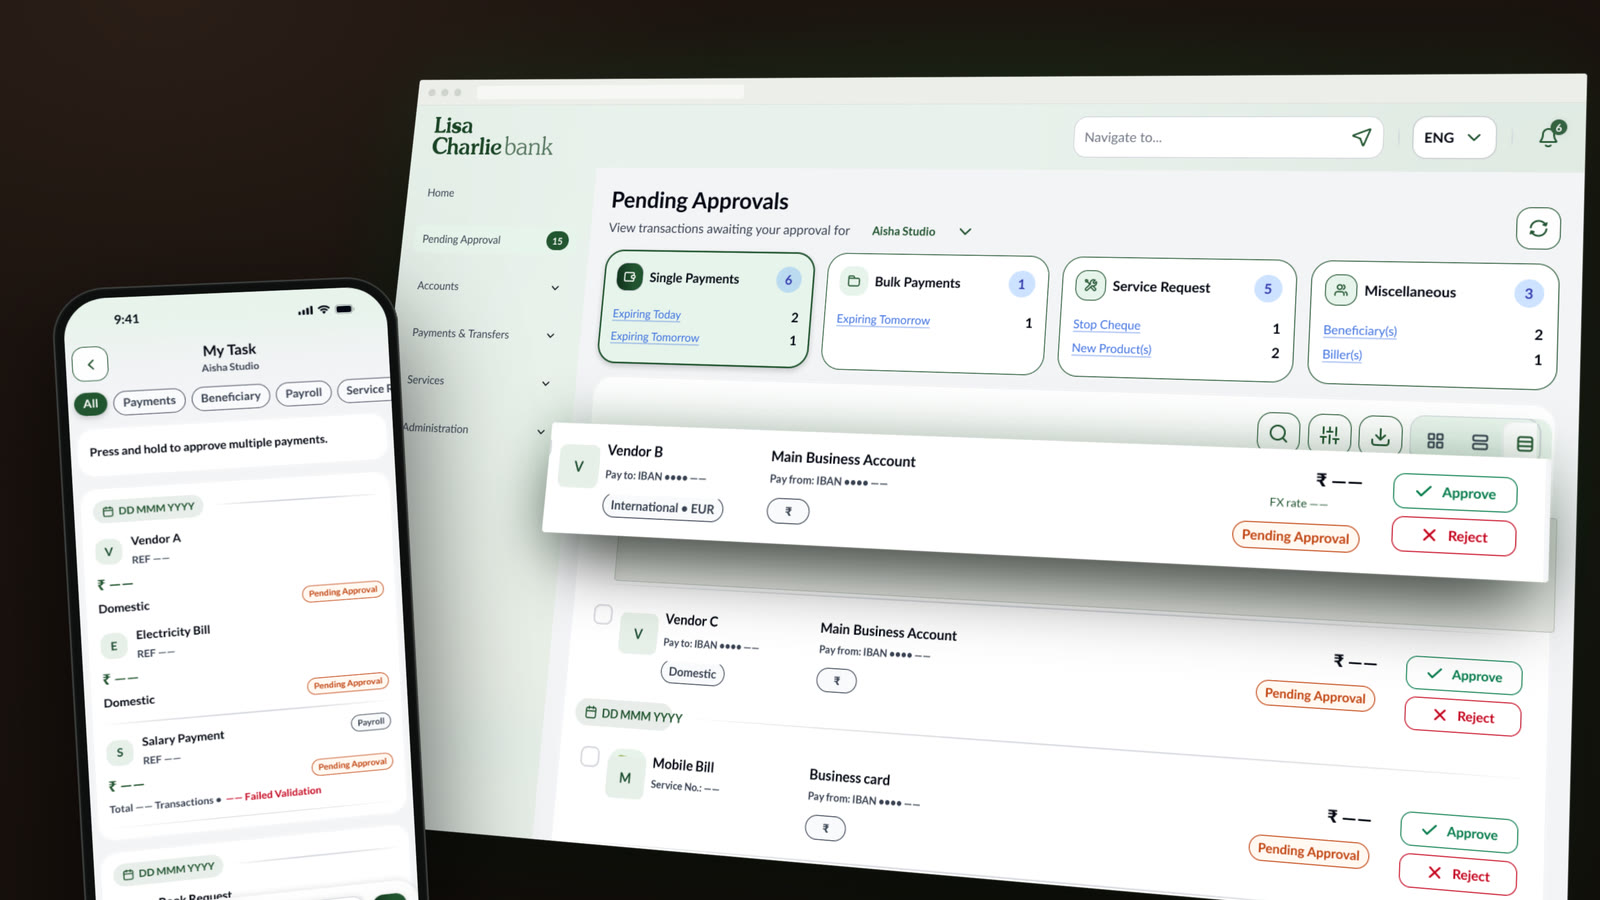 Lisa
Charlie bank
Navigate to...
ENG
6
Home
Pending Approval
15
Accounts
Payments & Transfers
Services
Administration
Pending Approvals
View transactions awaiting your approval for
Aisha Studio
Single Payments
6
Expiring Today
2
Expiring Tomorrow
1
Bulk Payments
1
Expiring Tomorrow
1
Service Request
5
Stop Cheque
1
New Product(s)
2
Miscellaneous
3
Beneficiary(s)
2
Biller(s)
1
V
Vendor B
Pay to: IBAN •••• – –
International • EUR
Main Business Account
Pay from: IBAN •••• – –
₹
₹ – –
FX rate – –
Pending Approval
Approve
Reject
V
Vendor C
Pay to: IBAN •••• – –
Domestic
Main Business Account
Pay from: IBAN •••• – –
₹
₹ – –
Pending Approval
Approve
Reject
DD MMM YYYY
M
Mobile Bill
Service No.: – –
Business card
Pay from: IBAN •••• – –
₹
₹ – –
Pending Approval
Approve
Reject
9:41
My Task
Aisha Studio
All
Payments
Beneficiary
Payroll
Service R
Press and hold to approve multiple payments.
DD MMM YYYY
V
Vendor A
REF – –
₹ – –
Domestic
Pending Approval
E
Electricity Bill
REF – –
₹ – –
Domestic
Pending Approval
S
Salary Payment
REF – –
Payroll
₹ – –
Pending Approval
Total – – Transactions • – – Failed Validation
DD MMM YYYY
Request